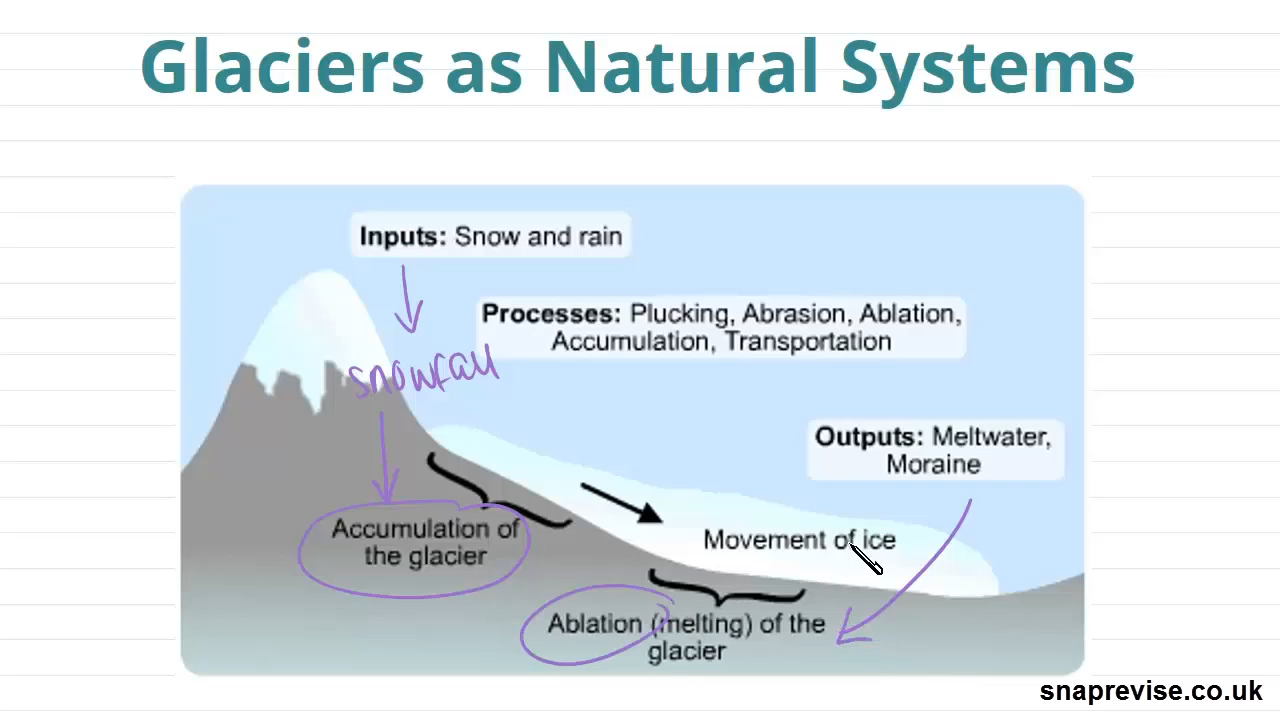 Glaciers as Natural Systems
Inputs: Snow and rain
Processes: Plucking, Abrasion, Ablation,
Accumulation, Transportation
snowfall
Outputs: Meltwater,
Moraine
Accumulation of
the glacier
Movement of ice
Ablation (melting) of the
glacier
snaprevise.co.uk